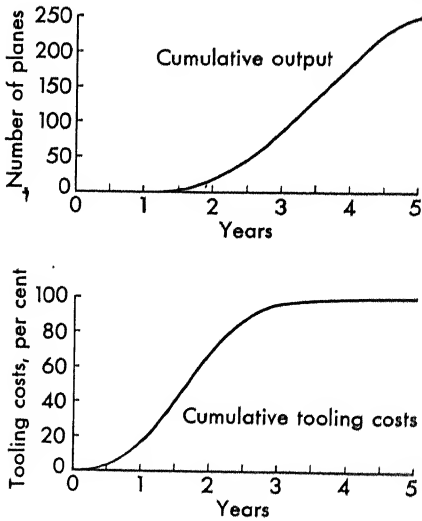 Number of planes
250
200
150
100
50
0
Cumulative output
0 1 2 3 4 5
Years
Tooling costs, per cent
100
80
60
40
20
0
Cumulative tooling costs
0 1 2 3 4 5
Years